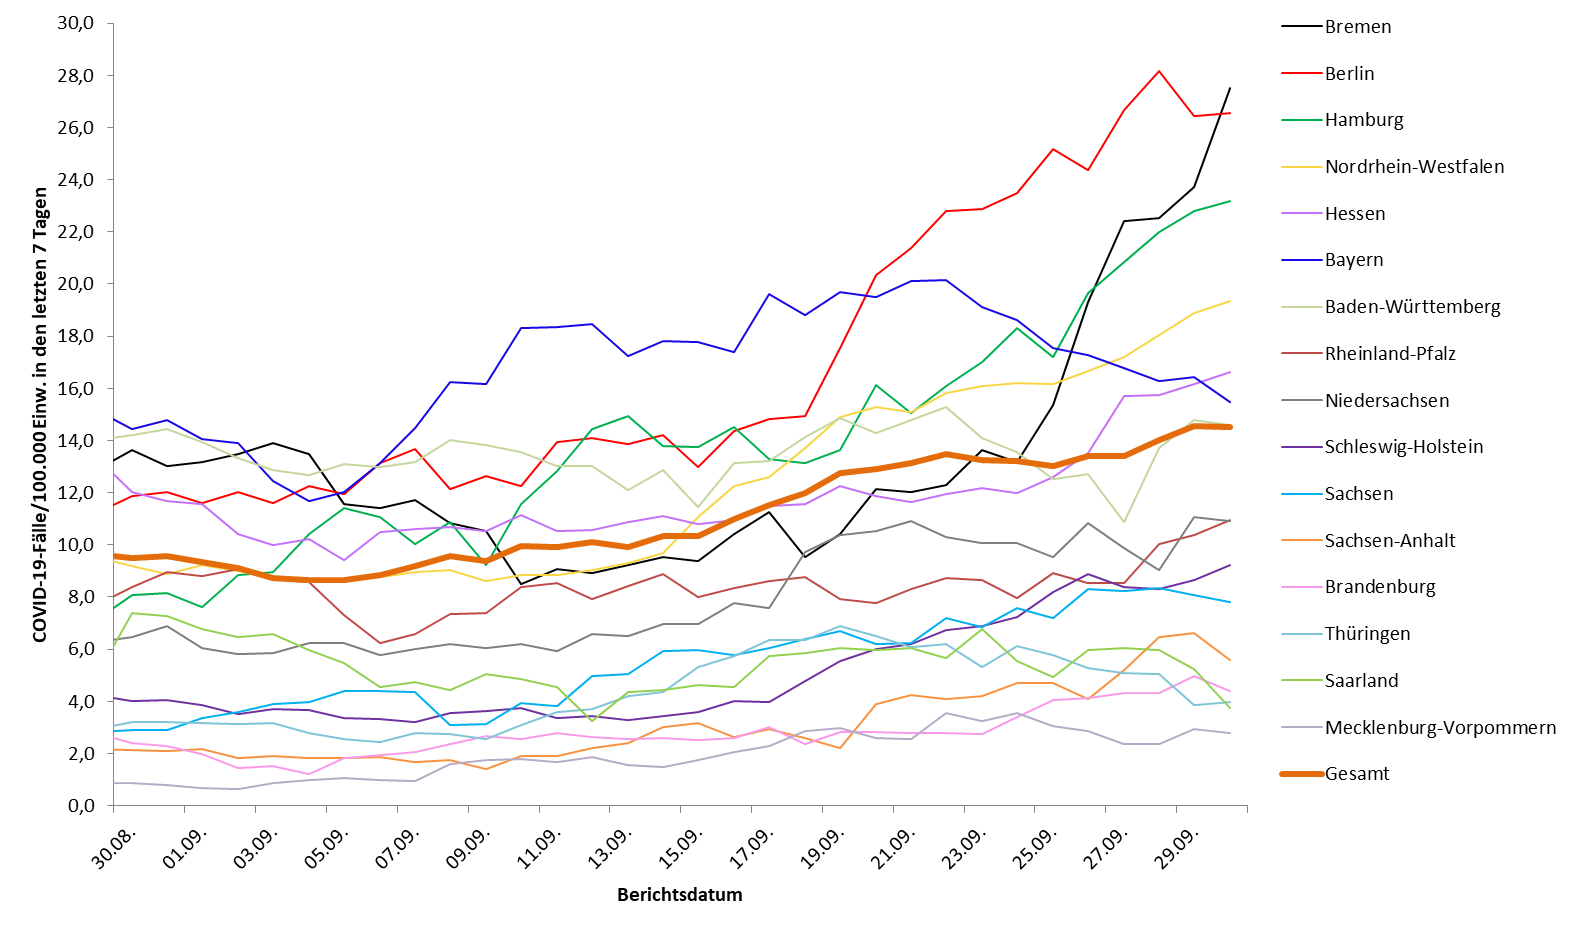 COVID-19-Fälle/100.000 Einw. in den letzten 7 Tagen
30,0
28,0
26,0
24,0
22,0
20,0
18,0
16,0
14,0
12,0
10,0
8,0
6,0
4,0
2,0
0,0
30.08.
01.09.
03.09.
05.09.
07.09.
09.09.
11.09.
13.09.
15.09.
17.09.
19.09.
21.09.
23.09.
25.09.
27.09.
29.09.
Berichtsdatum
Bremen
Berlin
Hamburg
Nordrhein-Westfalen
Hessen
Bayern
Baden-Württemberg
Rheinland-Pfalz
Niedersachsen
Schleswig-Holstein
Sachsen
Sachsen-Anhalt
Brandenburg
Thüringen
Saarland
Mecklenburg-Vorpommern
Gesamt